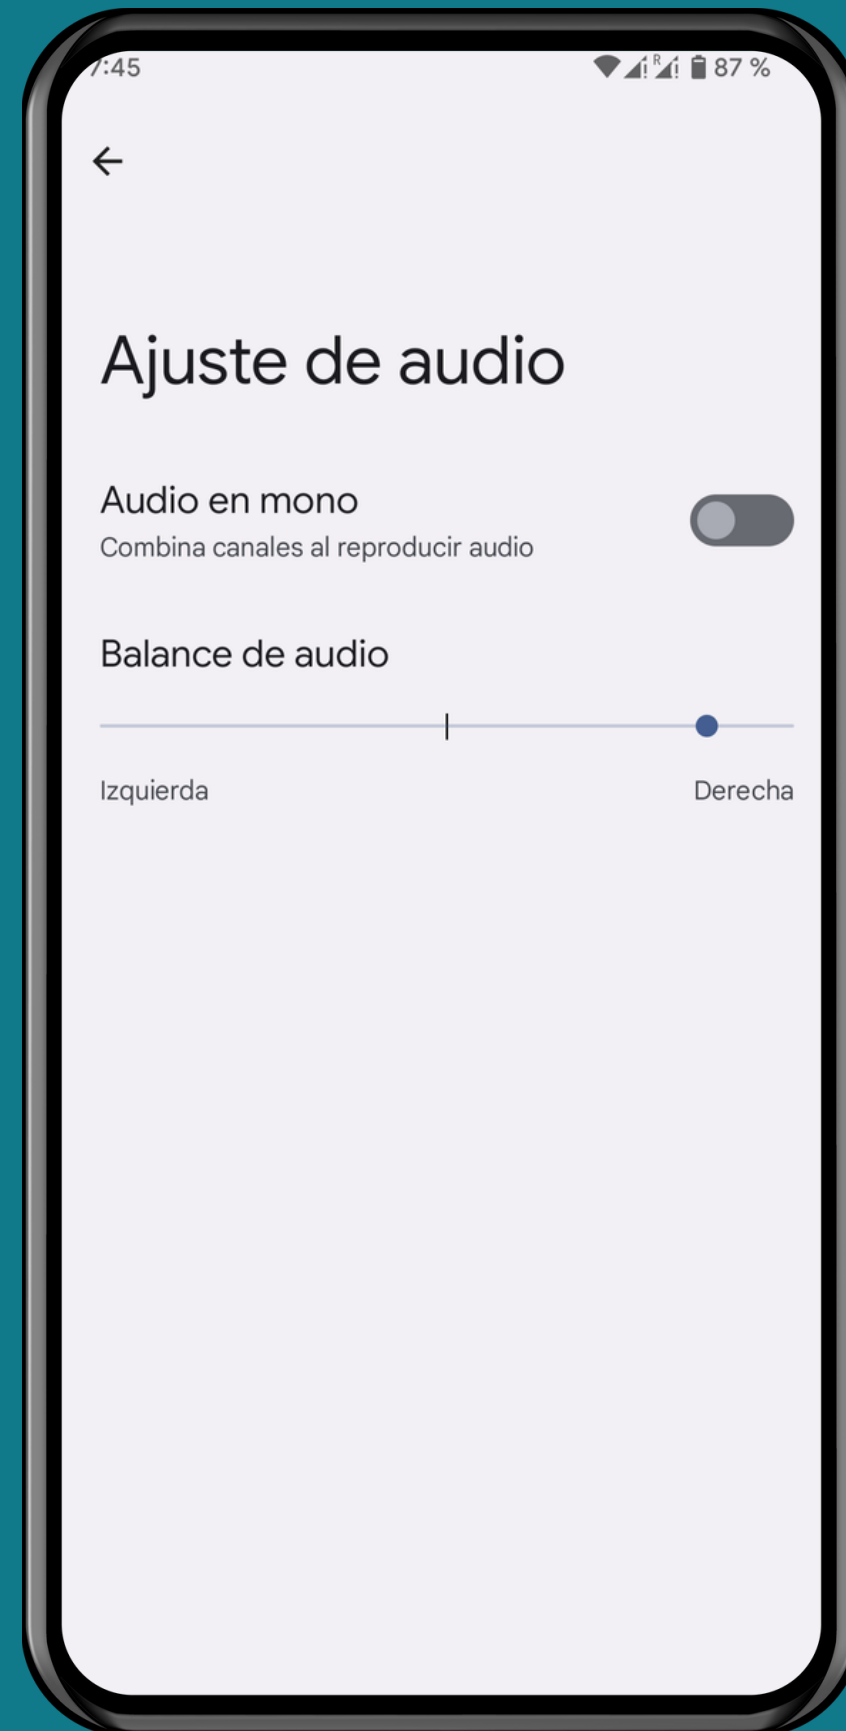 7:45 R 87 %
Ajuste de audio
Audio en mono
Combina canales al reproducir audio
Balance de audio
Izquierda Derecha